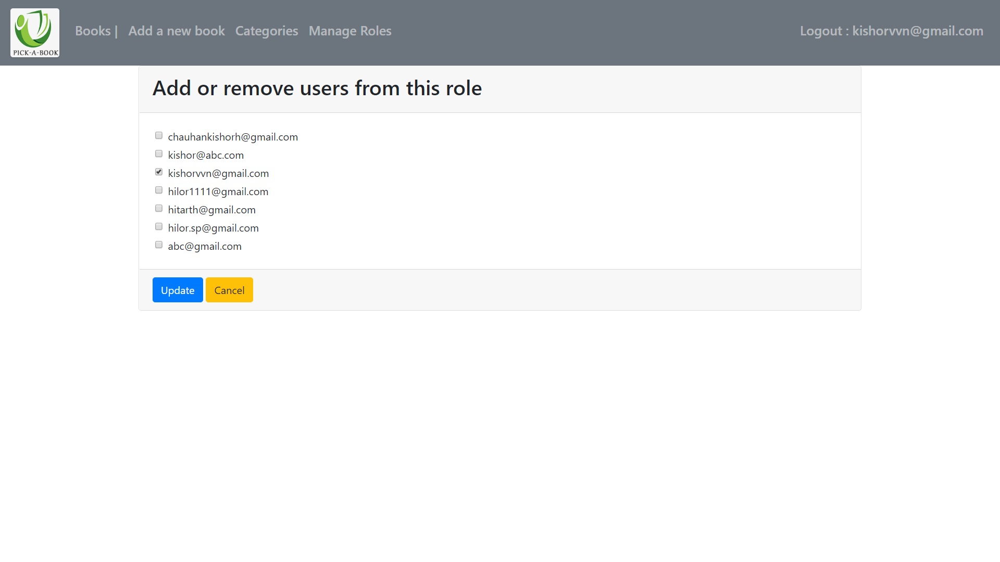 PICK-A-BOOK
Books | Add a new book Categories Manage Roles Logout : kishorvvn@gmail.com
Add or remove users from this role
chauhankishorh@gmail.com
kishor@abc.com
kishorvvn@gmail.com
hilor1111@gmail.com
hitarth@gmail.com
hilor.sp@gmail.com
abc@gmail.com
Update Cancel